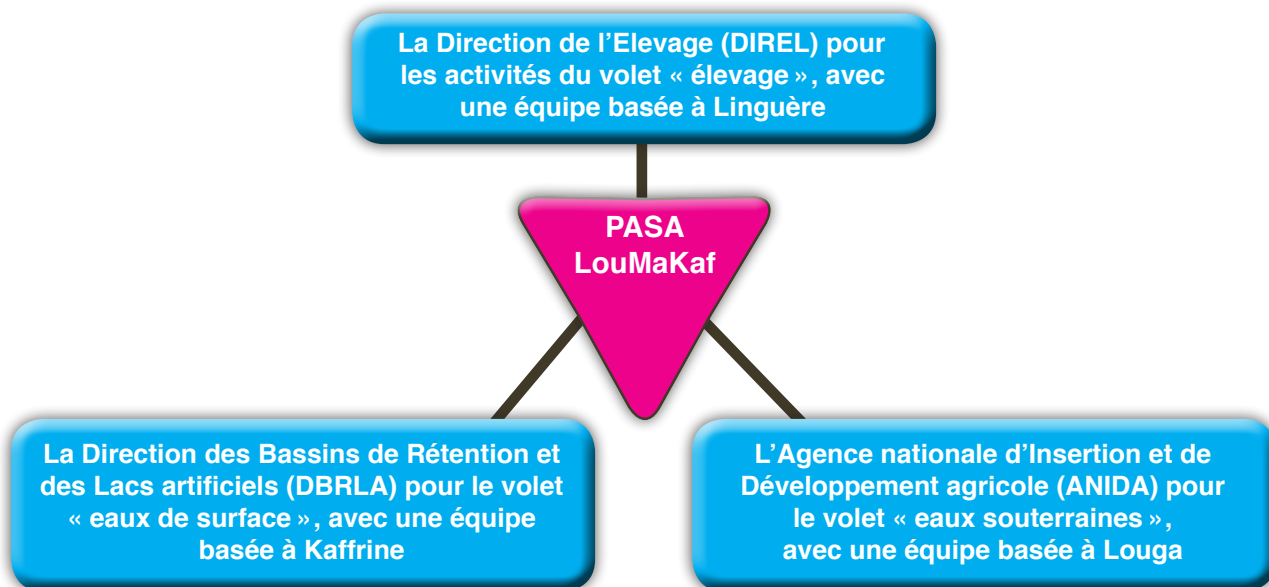 La Direction de l’Elevage (DIREL) pour
les activités du volet « élevage », avec
une équipe basée à Linguère
PASA
LouMaKaf
La Direction des Bassins de Rétention et
des Lacs artificiels (DBRLA) pour le volet
« eaux de surface », avec une équipe
basée à Kaffrine
L’Agence nationale d’Insertion et de
Développement agricole (ANIDA) pour
le volet « eaux souterraines »,
avec une équipe basée à Louga